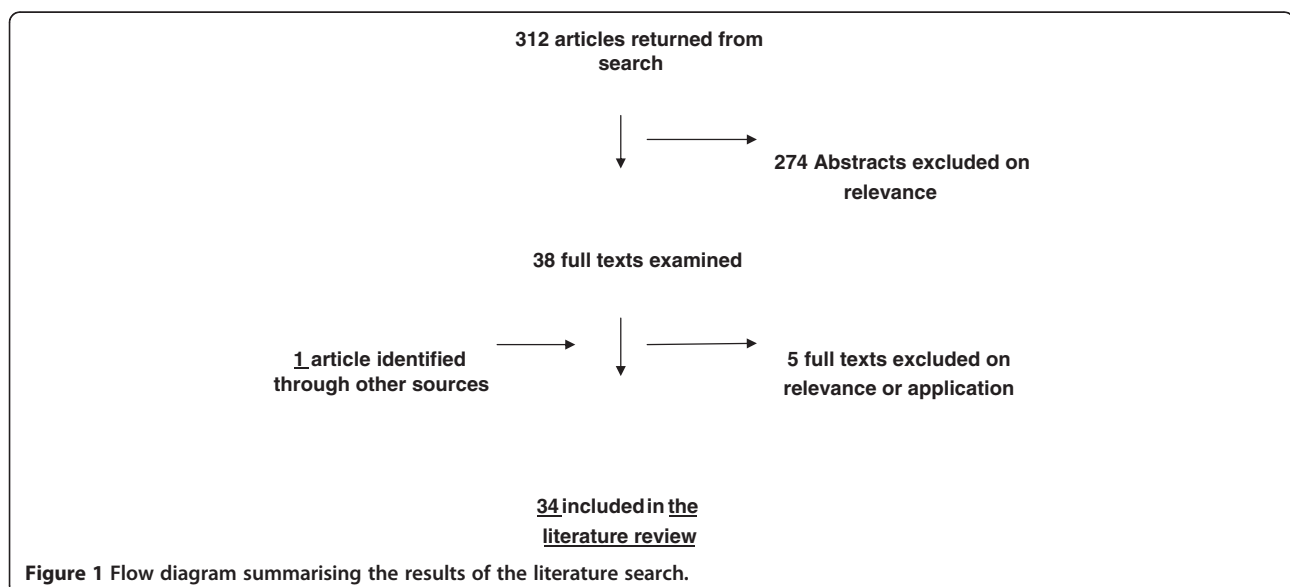 312 articles returned from
search
274 Abstracts excluded on
relevance
38 full texts examined
1 article identified
through other sources
5 full texts excluded on
relevance or application
34 included in the
literature review
Figure 1 Flow diagram summarising the results of the literature search.